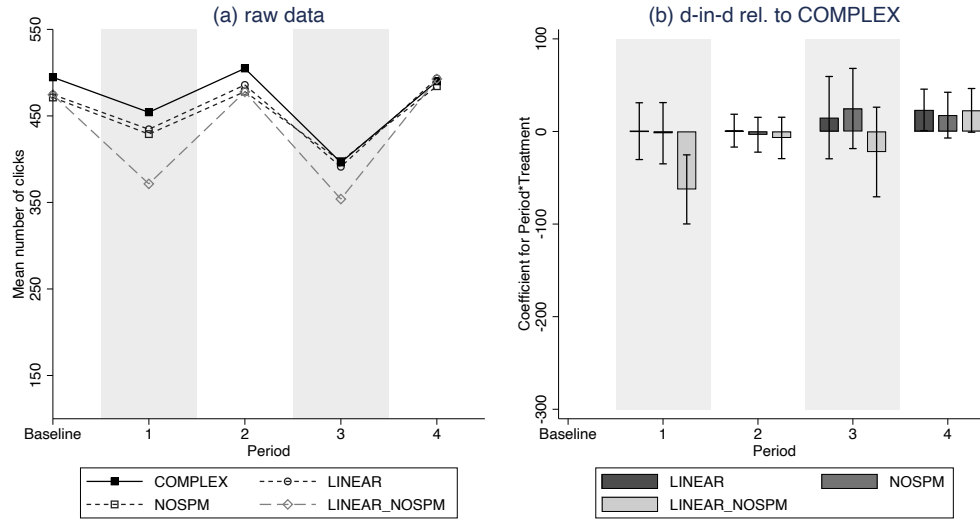 (a) raw data
Mean number of clicks
550
450
350
250
150
Baseline 1 2 3 4
Period
COMPLEX LINEAR
NOSPM LINEAR_NOSPM
(b) d-in-d rel. to COMPLEX
Coefficient for Period*Treatment
100
0
-100
-200
-300
Baseline 1 2 3 4
Period
LINEAR NOSPM
LINEAR_NOSPM